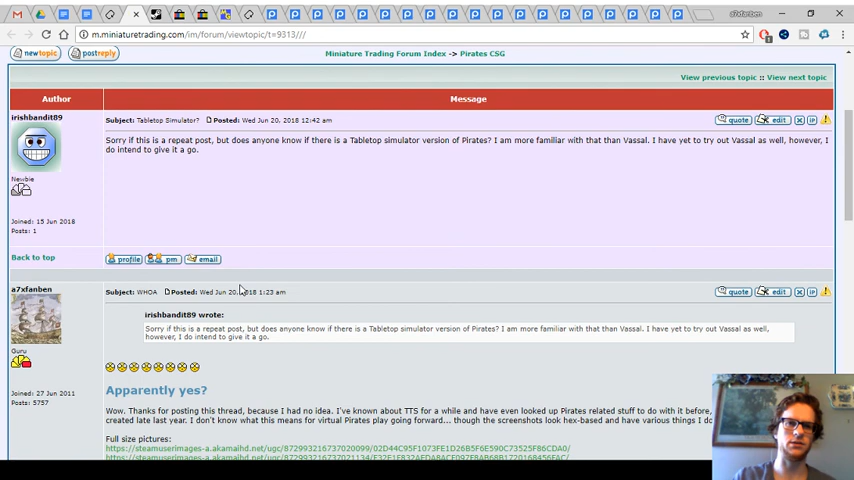 a7xfanben
m.miniaturetrading.com/im/forum/viewtopic/t=9313///
newtopic postreply
Miniature Trading Forum Index -> Pirates CSG
View previous topic :: View next topic
Author Message
irishbandit89
Subject: Tabletop Simulator? Posted: Wed Jun 20, 2018 12:42 am
quote edit X IP
Sorry if this is a repeat post, but does anyone know if there is a Tabletop simulator version of Pirates? I am more familiar with that than Vassal. I have yet to try out Vassal as well, however, I
do intend to give it a go.
Newbie
Joined: 15 Jun 2018
Posts: 1
Back to top
profile pm email
a7xfanben
Subject: WHOA Posted: Wed Jun 20, 2018 1:23 am
quote edit X IP
irishbandit89 wrote:
Sorry if this is a repeat post, but does anyone know if there is a Tabletop simulator version of Pirates? I am more familiar with that than Vassal. I have yet to try out Vassal as well,
however, I do intend to give it a go.
Guru
Joined: 27 Jun 2011
Posts: 5757
Apparently yes?
Wow. Thanks for posting this thread, because I had no idea. I've known about TTS for a while and have even looked up Pirates related stuff to do with it before,
created late last year. I don't know what this means for virtual Pirates play going forward... though the screenshots look hex-based and have various things I do
Full size pictures: